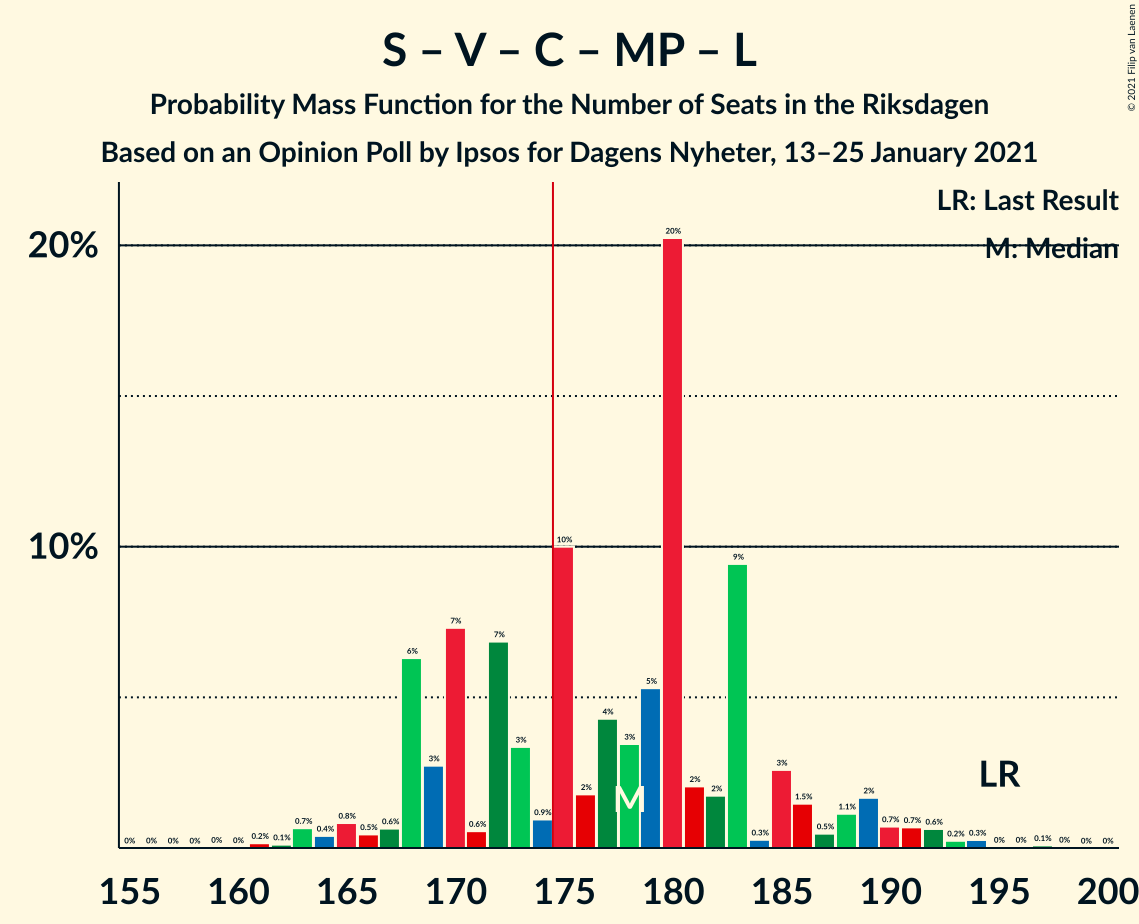 © 2021 Filip van Laenen
S – V – C – MP – L
Probability Mass Function for the Number of Seats in the Riksdagen
Based on an Opinion Poll by Ipsos for Dagens Nyheter, 13–25 January 2021
LR: Last Result
M: Median
20%
10%
0% 0% 0% 0% 0% 0% 0.2% 0.1% 0.7% 0.4% 0.8% 0.5% 0.6% 6% 3% 7% 0.6% 7% 3% 0.9% 10% 2% 4% 3% 5% 20% 2% 2% 9% 0.3% 3% 1.5% 0.5% 1.1% 2% 0.7% 0.7% 0.6% 0.2% 0.3% 0% 0% 0.1% 0% 0% 0%
M
LR
155 160 165 170 175 180 185 190 195 200